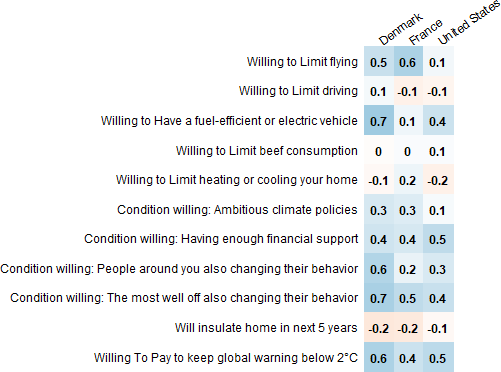 Denmark France United States
Willing to Limit flying 0.5 0.6 0.1
Willing to Limit driving 0.1 -0.1 -0.1
Willing to Have a fuel-efficient or electric vehicle 0.7 0.1 0.4
Willing to Limit beef consumption 0 0 0.1
Willing to Limit heating or cooling your home -0.1 0.2 -0.2
Condition willing: Ambitious climate policies 0.3 0.3 0.1
Condition willing: Having enough financial support 0.4 0.4 0.5
Condition willing: People around you also changing their behavior 0.6 0.2 0.3
Condition willing: The most well off also changing their behavior 0.7 0.5 0.4
Will insulate home in next 5 years -0.2 -0.2 -0.1
Willing To Pay to keep global warning below 2°C 0.6 0.4 0.5